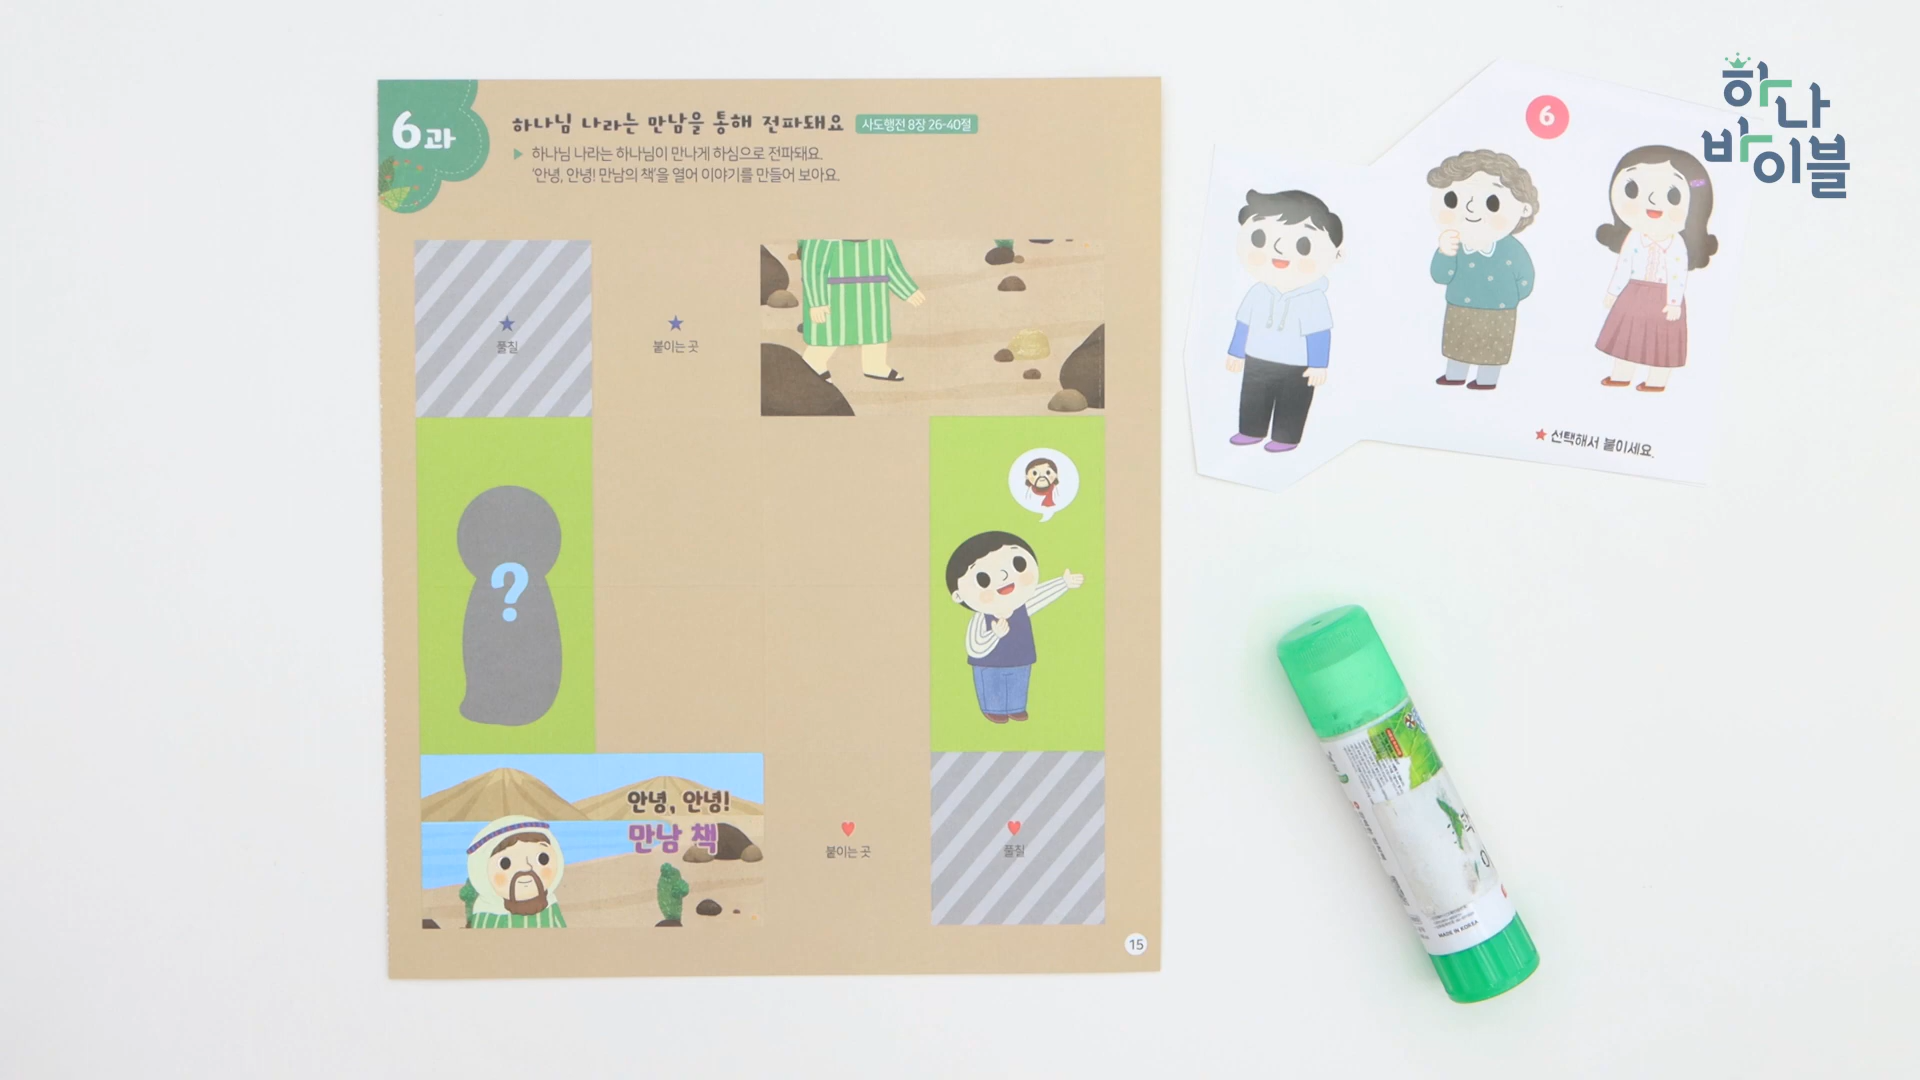 6과
하나님 나라는 만남을 통해 전파돼요 사도행전 8장 26-40절
▶ 하나님 나라는 하나님이 만나게 하심으로 전파돼요.
'안녕, 안녕! 만남의 책'을 열어 이야기를 만들어 보아요.
★
풀칠
★
붙이는 곳
?
안녕, 안녕!
만남 책
♥
붙이는 곳
♥
풀칠
15
6
★ 선택해서 붙이세요.
하나
바이블
MADE IN KOREA